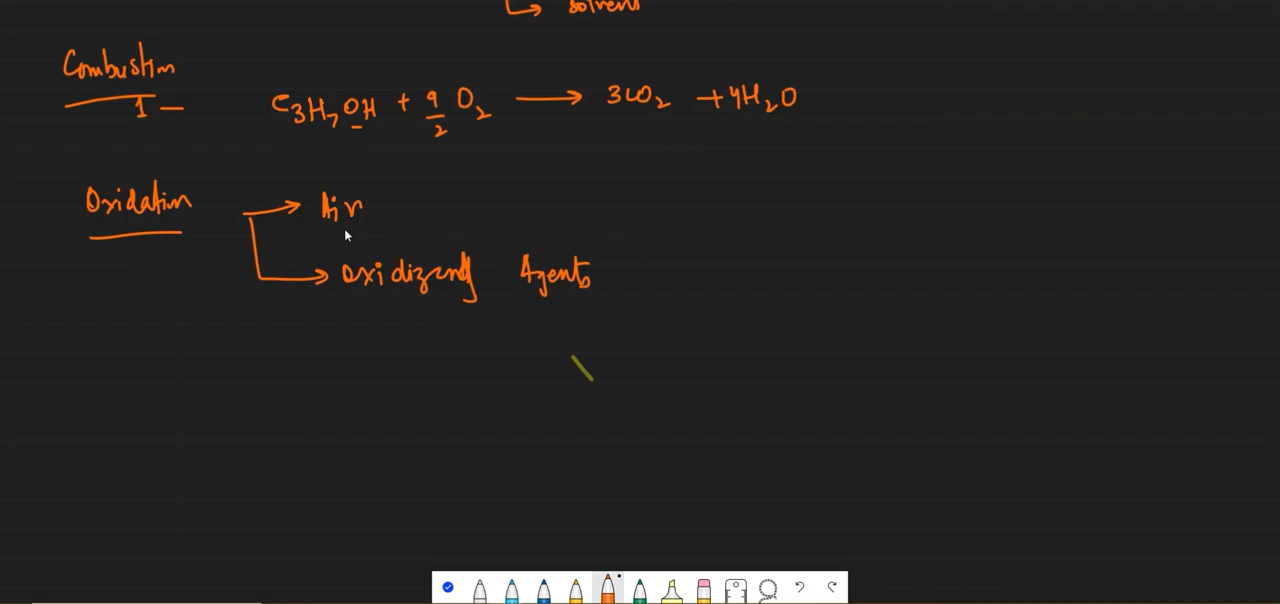 ↳ solvent
Combustion
1 — C₃H₇OH + 9/2 O₂ ⟶ 3CO₂ + 4H₂O
Oxidation → Air
→ Oxidizing Agents